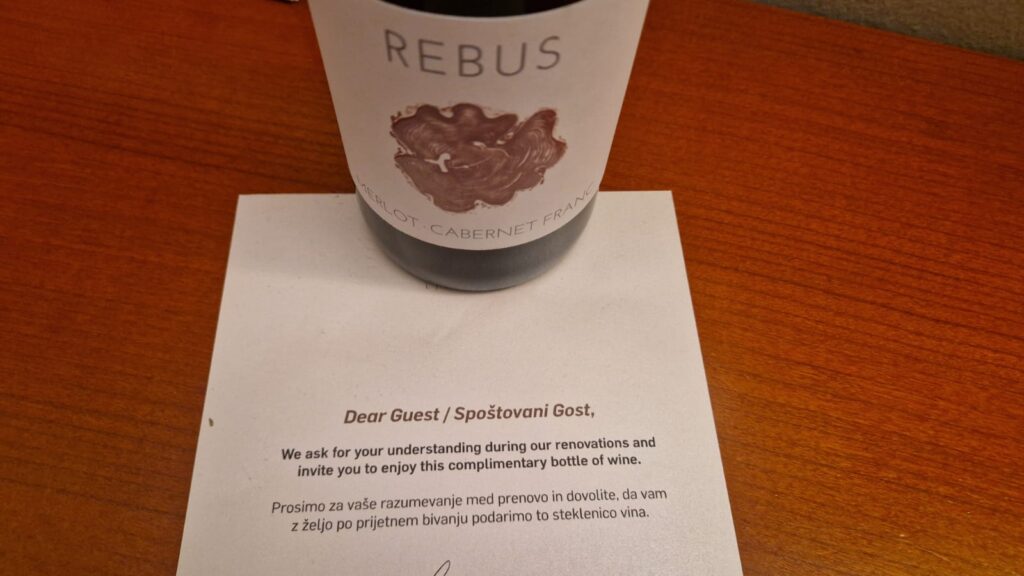 REBUS
MERLOT · CABERNET FRANC
Dear Guest / Spoštovani Gost,
We ask for your understanding during our renovations and
invite you to enjoy this complimentary bottle of wine.
Prosimo za vaše razumevanje med prenovo in dovolite, da vam
z željo po prijetnem bivanju podarimo to steklenico vina.